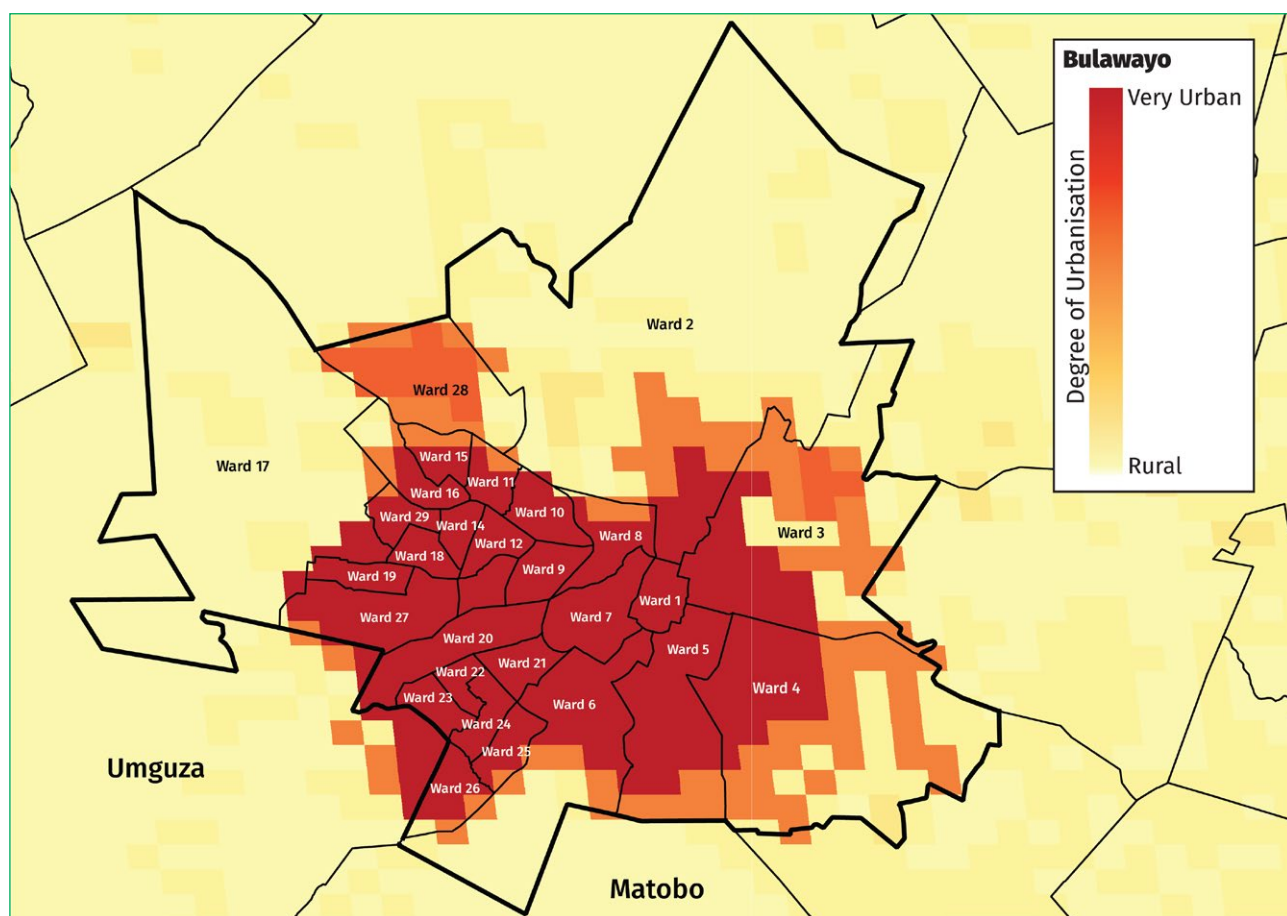 Bulawayo
Very Urban
Degree of Urbanisation
Rural
Ward 2
Ward 28
Ward 17
Ward 15
Ward 11
Ward 16
Ward 10
Ward 29
Ward 14
Ward 8
Ward 3
Ward 12
Ward 18
Ward 9
Ward 19
Ward 1
Ward 27
Ward 7
Ward 20
Ward 5
Ward 21
Ward 22
Ward 4
Ward 23
Ward 6
Ward 24
Ward 25
Umguza
Ward 26
Matobo